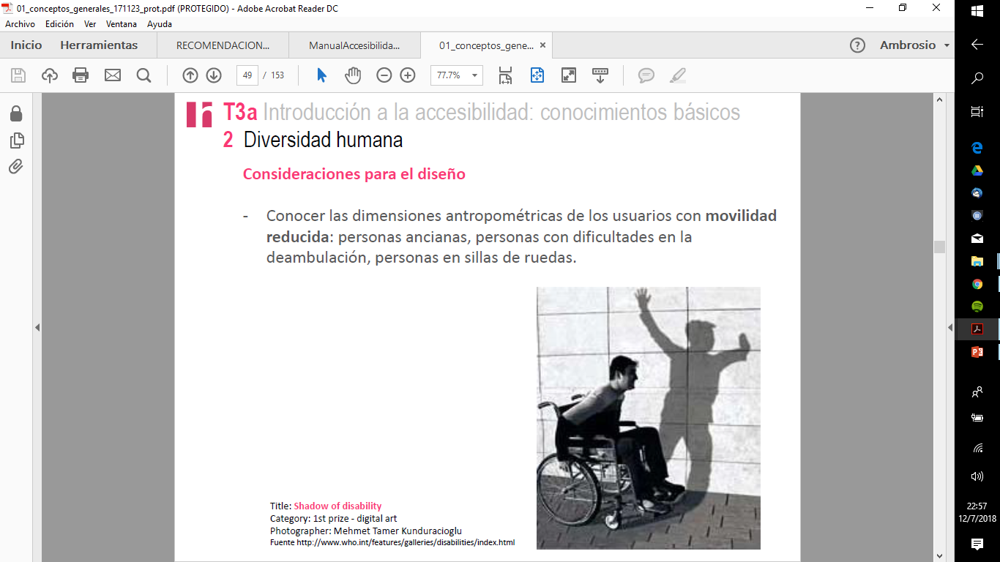 01_conceptos_generales_171123_prot.pdf (PROTEGIDO) - Adobe Acrobat Reader DC
Archivo Edición Ver Ventana Ayuda
Inicio Herramientas RECOMENDACION... ManualAccesibilida... 01_conceptos_gene... Ambrosio
49 / 153 77.7%
T3a Introducción a la accesibilidad: conocimientos básicos
2 Diversidad humana
Consideraciones para el diseño
- Conocer las dimensiones antropométricas de los usuarios con movilidad
reducida: personas ancianas, personas con dificultades en la
deambulación, personas en sillas de ruedas.
Title: Shadow of disability
Category: 1st prize - digital art
Photographer: Mehmet Tamer Kunduracioglu
Fuente http://www.who.int/features/galleries/disabilities/index.html
22:57
12/7/2018